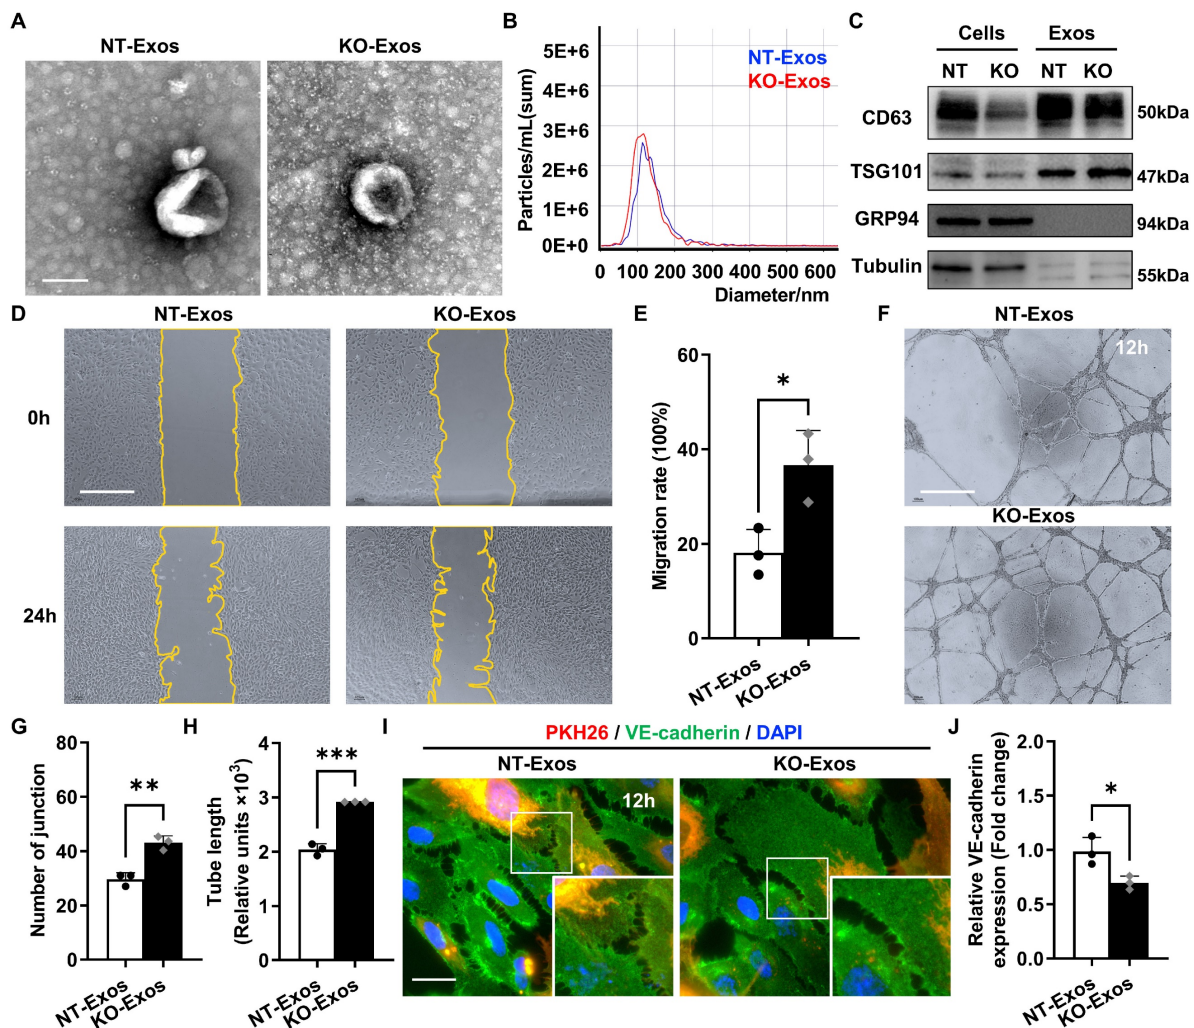 A
NT-Exos
KO-Exos
B
5E+6
4E+6
3E+6
2E+6
1E+6
0E+0
Particles/mL(sum)
NT-Exos
KO-Exos
0 100 200 300 400 500 600
Diameter/nm
C
Cells Exos
NT KO NT KO
CD63 50kDa
TSG101 47kDa
GRP94 94kDa
Tubulin 55kDa
D
NT-Exos
KO-Exos
0h
24h
E
60
40
20
0
Migration rate (100%)
*
NT-Exos
KO-Exos
F
NT-Exos
12h
KO-Exos
G
80
60
40
20
0
Number of junction
**
NT-Exos
KO-Exos
H
4
3
2
1
0
Tube length
(Relative units ×10³)
***
NT-Exos
KO-Exos
I
PKH26 / VE-cadherin / DAPI
NT-Exos
KO-Exos
12h
J
2.0
1.5
1.0
0.5
0.0
Relative VE-cadherin
expression (Fold change)
*
NT-Exos
KO-Exos